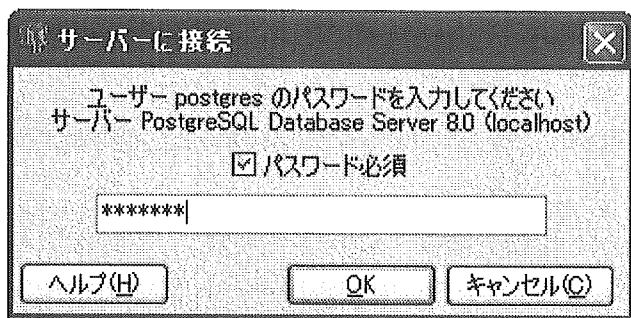 サーバーに接続
ユーザー postgres のパスワードを入力してください
サーバー PostgreSQL Database Server 8.0 (localhost)
パスワード必須
*******
ヘルプ(H)
OK
キャンセル(C)